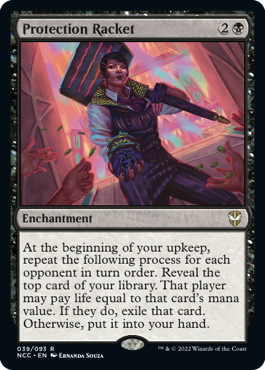 Protection Racket 2
Enchantment
At the beginning of your upkeep,
repeat the following process for each
opponent in turn order. Reveal the
top card of your library. That player
may pay life equal to that card's mana
value. If they do, exile that card.
Otherwise, put it into your hand.
039/093 R
NCC • EN Ernanda Souza ™ & © 2022 Wizards of the Coast